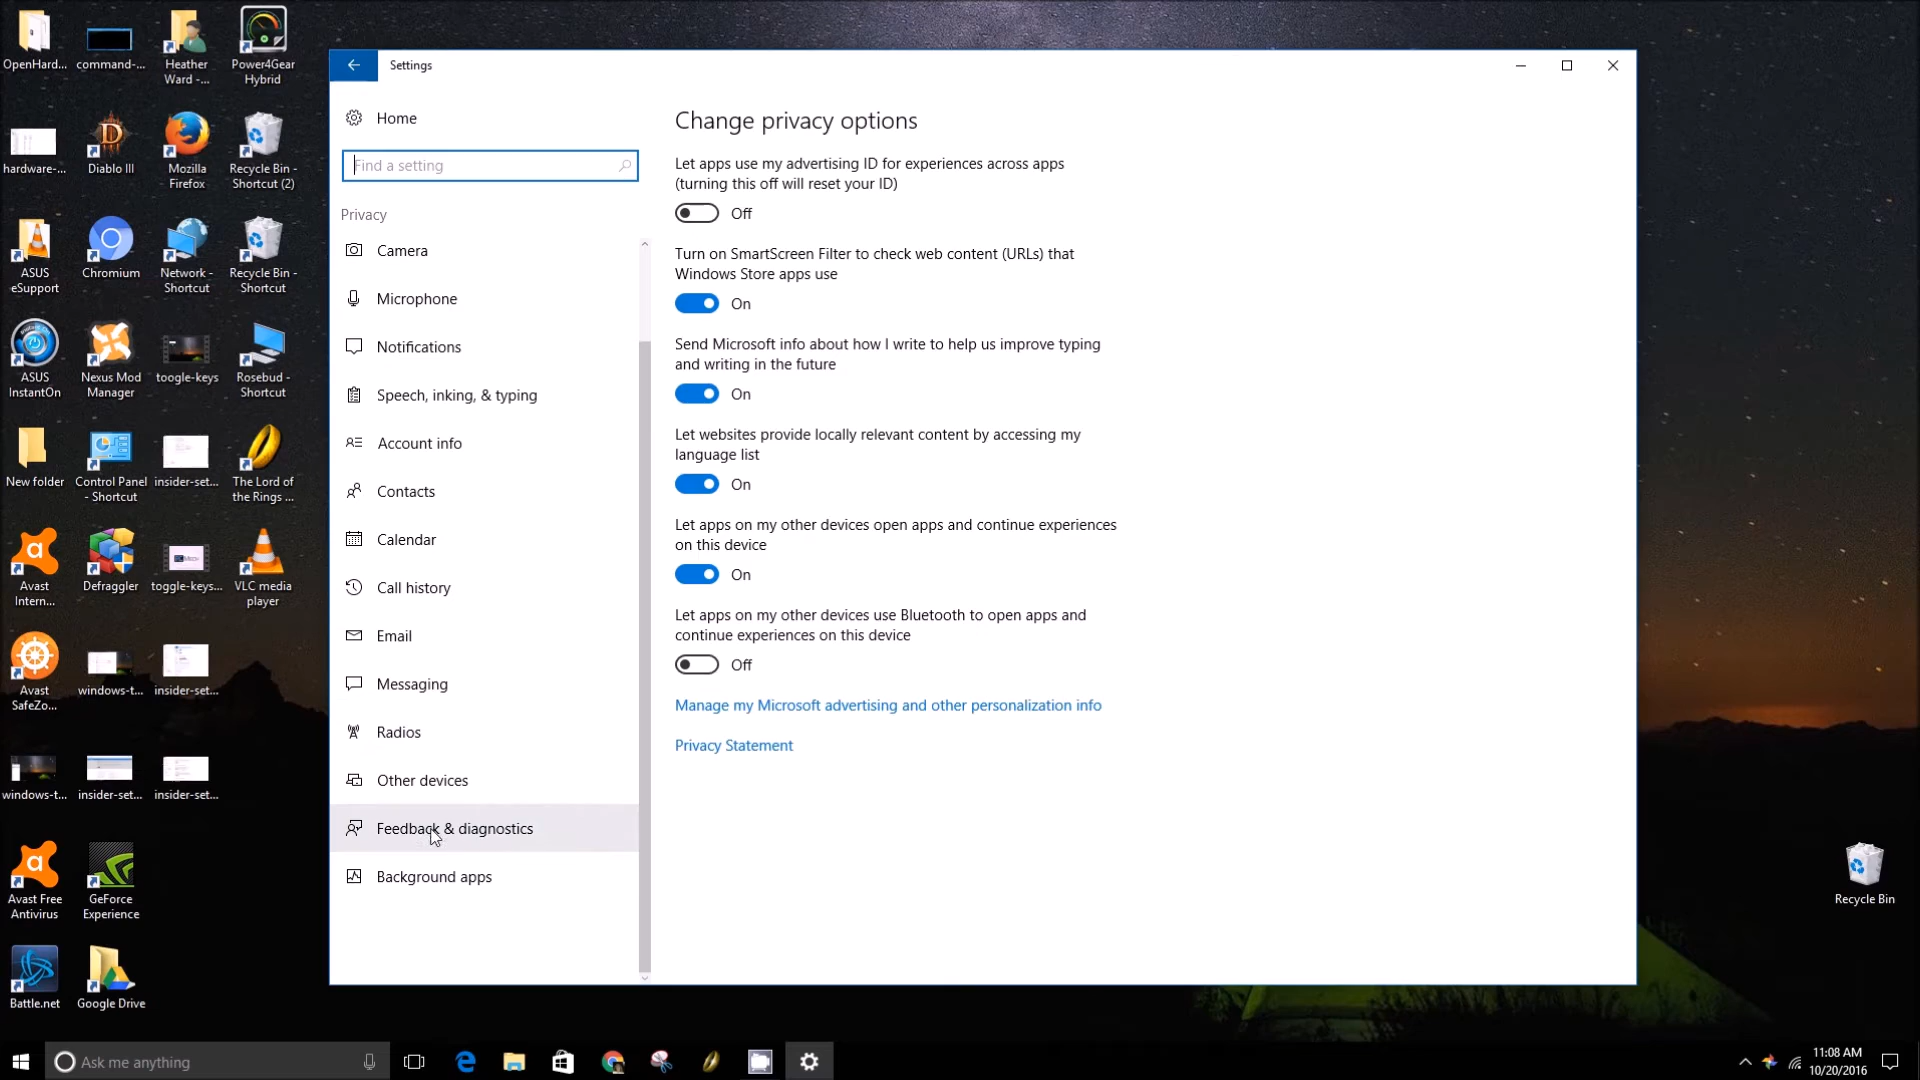 OpenHard...
command-...
Heather
Ward -...
Power4Gear
Hybrid
hardware-...
Diablo III
Mozilla
Firefox
Recycle Bin -
Shortcut (2)
ASUS
eSupport
Chromium
Network -
Shortcut
Recycle Bin -
Shortcut
ASUS
InstantOn
Nexus Mod
Manager
toogle-keys
Rosebud -
Shortcut
New folder
Control Panel
- Shortcut
insider-set...
The Lord of
the Rings ...
Avast
Intern...
Defraggler
toggle-keys...
VLC media
player
Avast
SafeZo...
windows-t...
insider-set...
windows-t...
insider-set...
insider-set...
Avast Free
Antivirus
GeForce
Experience
Battle.net
Google Drive
Settings
Home
Find a setting
Privacy
Camera
Microphone
Notifications
Speech, inking, & typing
Account info
Contacts
Calendar
Call history
Email
Messaging
Radios
Other devices
Feedback & diagnostics
Background apps
Change privacy options
Let apps use my advertising ID for experiences across apps
(turning this off will reset your ID)
Off
Turn on SmartScreen Filter to check web content (URLs) that
Windows Store apps use
On
Send Microsoft info about how I write to help us improve typing
and writing in the future
On
Let websites provide locally relevant content by accessing my
language list
On
Let apps on my other devices open apps and continue experiences
on this device
On
Let apps on my other devices use Bluetooth to open apps and
continue experiences on this device
Off
Manage my Microsoft advertising and other personalization info
Privacy Statement
Recycle Bin
Ask me anything
11:08 AM
10/20/2016